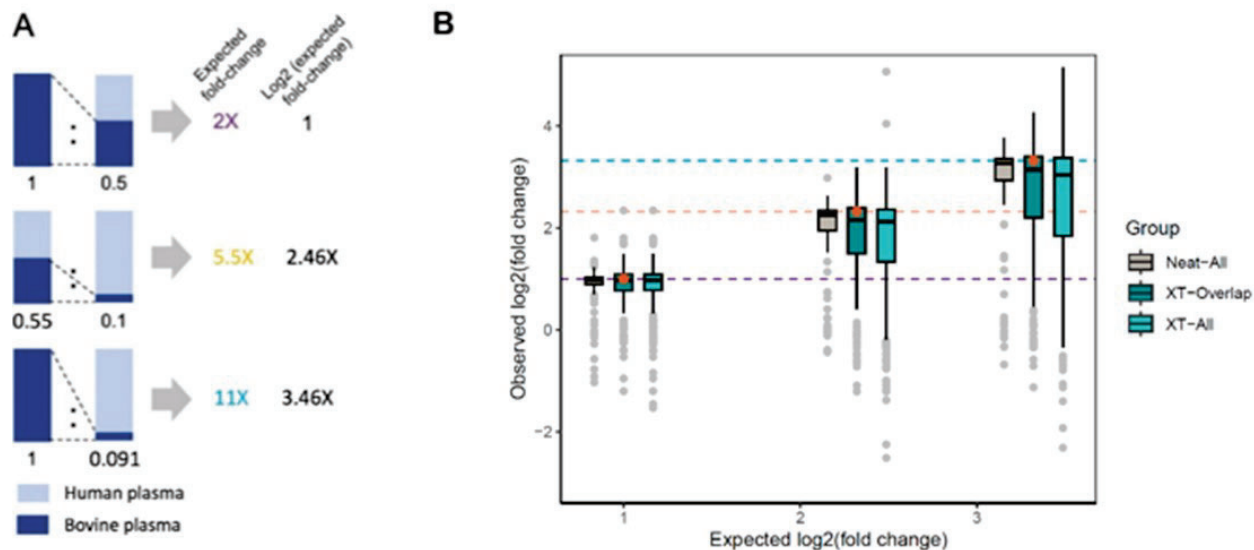 A
Expected
fold-change
Log2 (expected
fold-change)
:
2X
1
1
0.5
:
5.5X
2.46X
0.55
0.1
:
11X
3.46X
1
0.091
Human plasma
Bovine plasma
B
Observed log2(fold change)
4
2
0
−2
1
2
3
Expected log2(fold change)
Group
Neat−All
XT−Overlap
XT−All